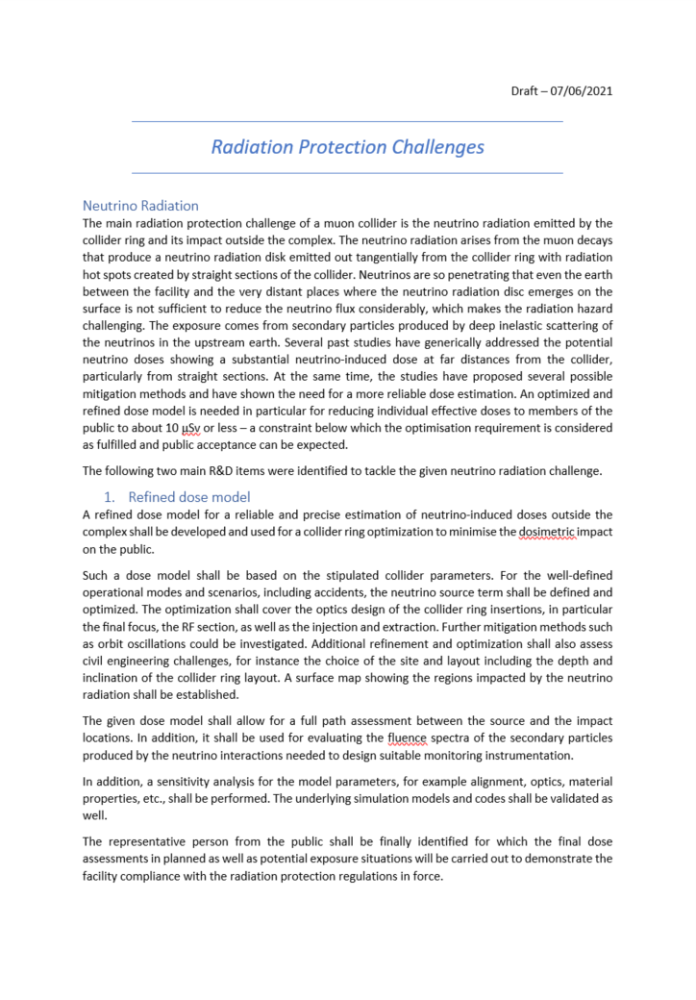 Draft – 07/06/2021
Radiation Protection Challenges
Neutrino Radiation
The main radiation protection challenge of a muon collider is the neutrino radiation emitted by the
collider ring and its impact outside the complex. The neutrino radiation arises from the muon decays
that produce a neutrino radiation disk emitted out tangentially from the collider ring with radiation
hot spots created by straight sections of the collider. Neutrinos are so penetrating that even the earth
between the facility and the very distant places where the neutrino radiation disc emerges on the
surface is not sufficient to reduce the neutrino flux considerably, which makes the radiation hazard
challenging. The exposure comes from secondary particles produced by deep inelastic scattering of
the neutrinos in the upstream earth. Several past studies have generically addressed the potential
neutrino doses showing a substantial neutrino-induced dose at far distances from the collider,
particularly from straight sections. At the same time, the studies have proposed several possible
mitigation methods and have shown the need for a more reliable dose estimation. An optimized and
refined dose model is needed in particular for reducing individual effective doses to members of the
public to about 10 μSv or less – a constraint below which the optimisation requirement is considered
as fulfilled and public acceptance can be expected.
The following two main R&D items were identified to tackle the given neutrino radiation challenge.
1. Refined dose model
A refined dose model for a reliable and precise estimation of neutrino-induced doses outside the
complex shall be developed and used for a collider ring optimization to minimise the dosimetric impact
on the public.
Such a dose model shall be based on the stipulated collider parameters. For the well-defined
operational modes and scenarios, including accidents, the neutrino source term shall be defined and
optimized. The optimization shall cover the optics design of the collider ring insertions, in particular
the final focus, the RF section, as well as the injection and extraction. Further mitigation methods such
as orbit oscillations could be investigated. Additional refinement and optimization shall also assess
civil engineering challenges, for instance the choice of the site and layout including the depth and
inclination of the collider ring layout. A surface map showing the regions impacted by the neutrino
radiation shall be established.
The given dose model shall allow for a full path assessment between the source and the impact
locations. In addition, it shall be used for evaluating the fluence spectra of the secondary particles
produced by the neutrino interactions needed to design suitable monitoring instrumentation.
In addition, a sensitivity analysis for the model parameters, for example alignment, optics, material
properties, etc., shall be performed. The underlying simulation models and codes shall be validated as
well.
The representative person from the public shall be finally identified for which the final dose
assessments in planned as well as potential exposure situations will be carried out to demonstrate the
facility compliance with the radiation protection regulations in force.